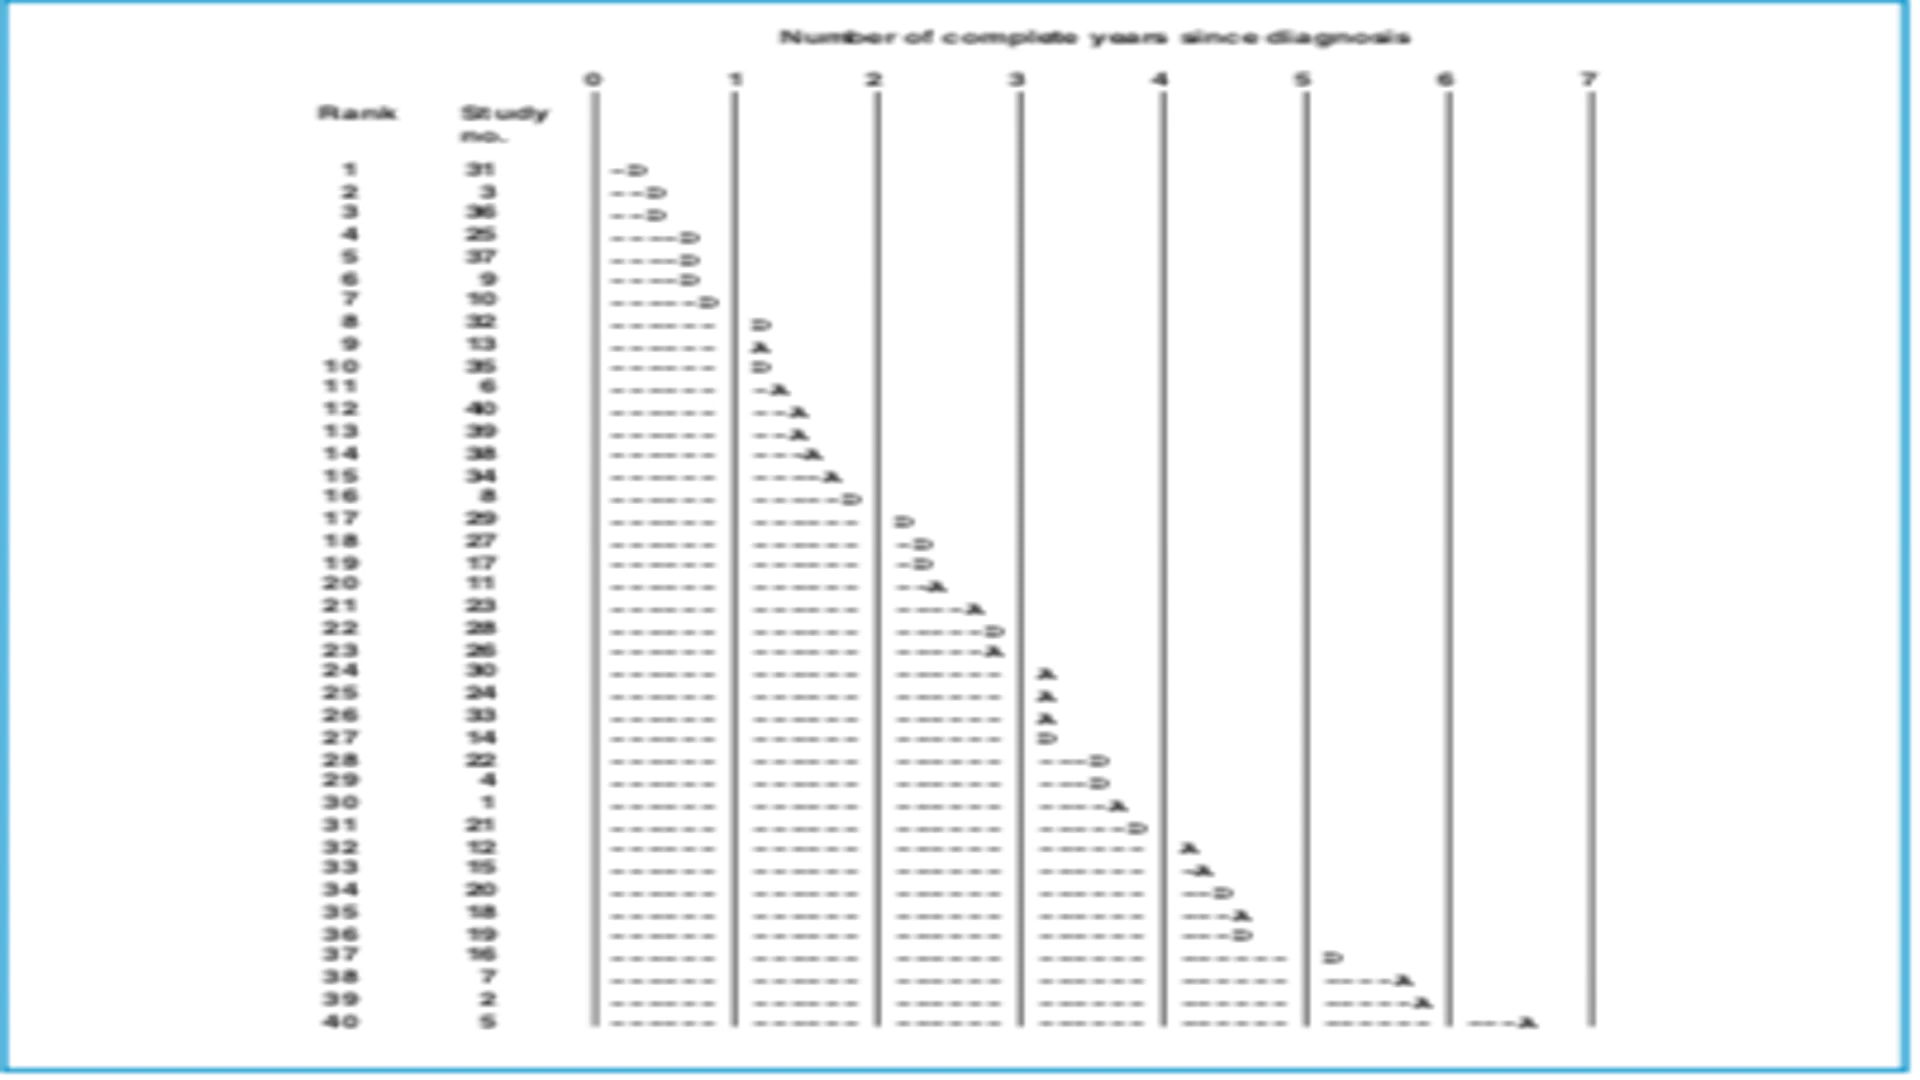 Number of complete years since diagnosis
0 1 2 3 4 5 6 7
Rank Study
no.
1 31 --D
2 3 ---D
3 36 ---D
4 25 -----D
5 37 -----D
6 9 -----D
7 10 ------D
8 32 D
9 13 A
10 35 D
11 6 A
12 40 A
13 39 A
14 38 A
15 34 A
16 8 D
17 29 D
18 27 D
19 17 D
20 11 A
21 23 A
22 28 D
23 26 A
24 30 A
25 24 A
26 33 A
27 14 D
28 22 D
29 4 D
30 1 A
31 21 D
32 12 A
33 15 A
34 20 D
35 18 A
36 19 D
37 16 D
38 7 A
39 2 A
40 5 A